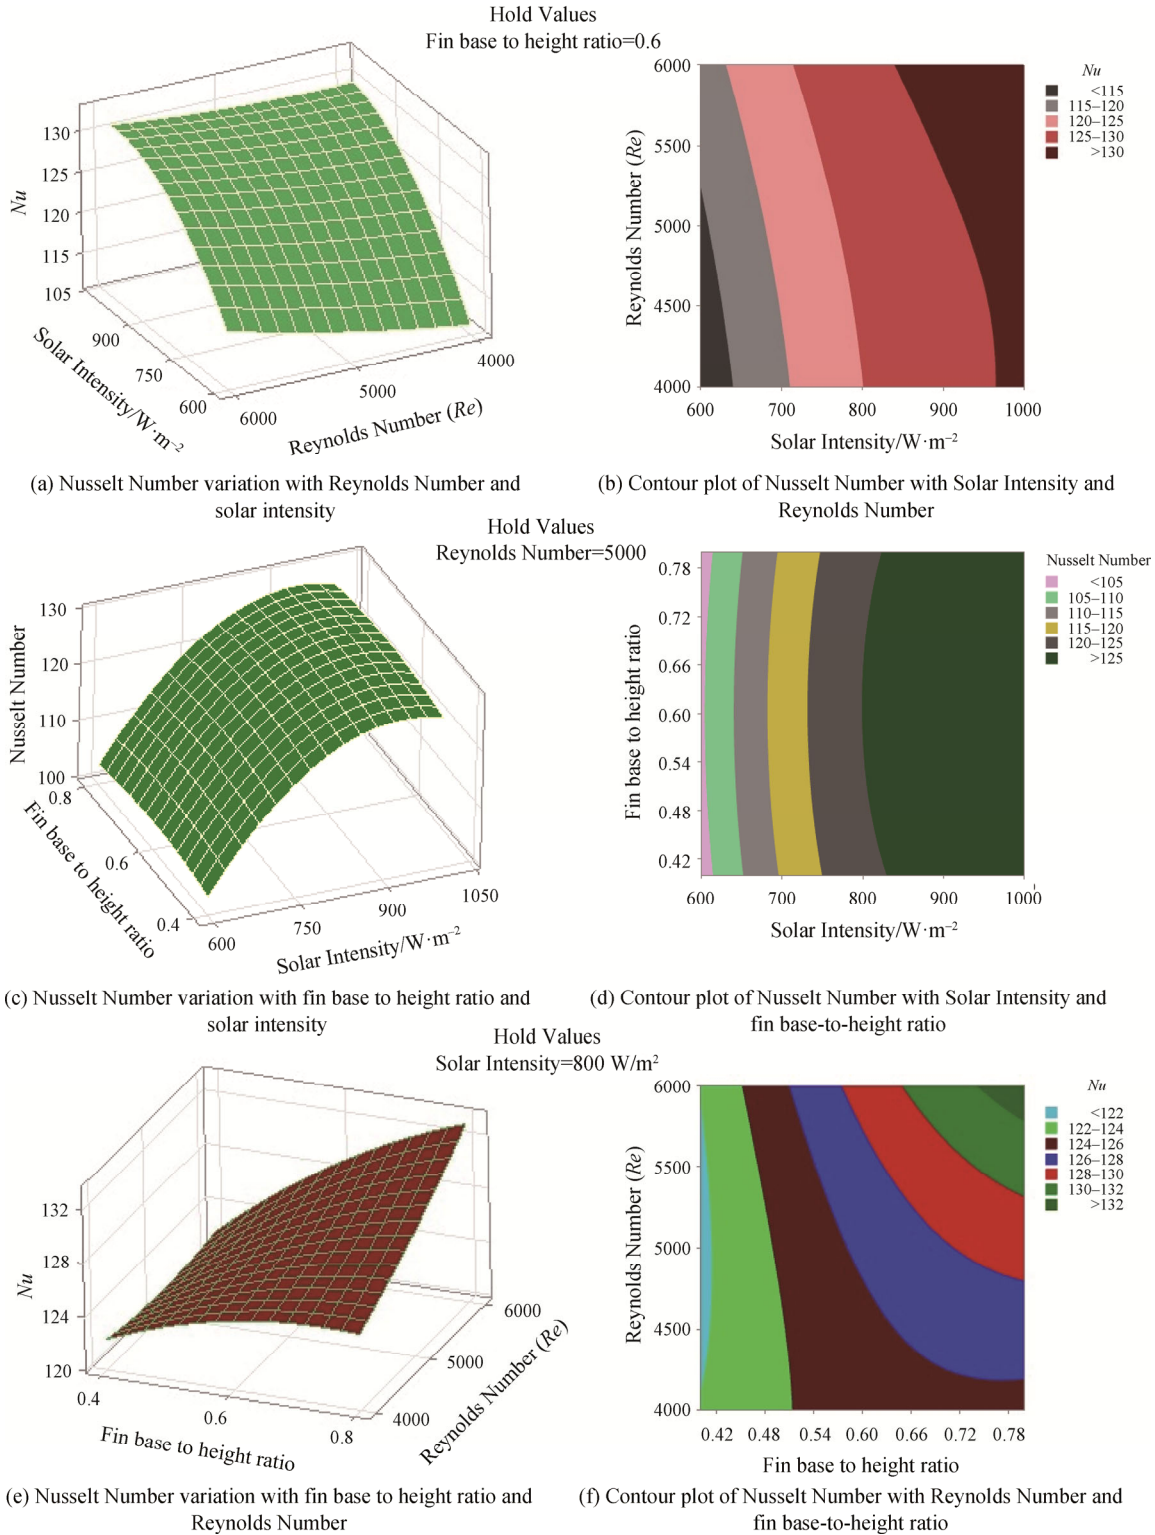 Hold Values
Fin base to height ratio=0.6
130
125
120
115
105
Nu
900
750
600
Solar Intensity/W·m–2
6000
5000
4000
Reynolds Number (Re)
6000
5500
5000
4500
4000
Reynolds Number (Re)
600 700 800 900 1000
Solar Intensity/W·m–2
Nu
<115
115–120
120–125
125–130
>130
(a) Nusselt Number variation with Reynolds Number and
solar intensity
(b) Contour plot of Nusselt Number with Solar Intensity and
Reynolds Number
Hold Values
Reynolds Number=5000
130
120
110
100
Nusselt Number
0.8
0.6
0.4
Fin base to height ratio
600
750
900
1050
Solar Intensity/W·m–2
0.78
0.72
0.66
0.60
0.54
0.48
0.42
Fin base to height ratio
600 700 800 900 1000
Solar Intensity/W·m–2
Nusselt Number
<105
105–110
110–115
115–120
120–125
>125
(c) Nusselt Number variation with fin base to height ratio and
solar intensity
(d) Contour plot of Nusselt Number with Solar Intensity and
fin base-to-height ratio
Hold Values
Solar Intensity=800 W/m2
132
128
124
120
Nu
0.4
0.6
0.8
Fin base to height ratio
6000
5000
4000
Reynolds Number (Re)
6000
5500
5000
4500
4000
Reynolds Number (Re)
0.42 0.48 0.54 0.60 0.66 0.72 0.78
Fin base to height ratio
Nu
<122
122–124
124–126
126–128
128–130
130–132
>132
(e) Nusselt Number variation with fin base to height ratio and
Reynolds Number
(f) Contour plot of Nusselt Number with Reynolds Number and
fin base-to-height ratio